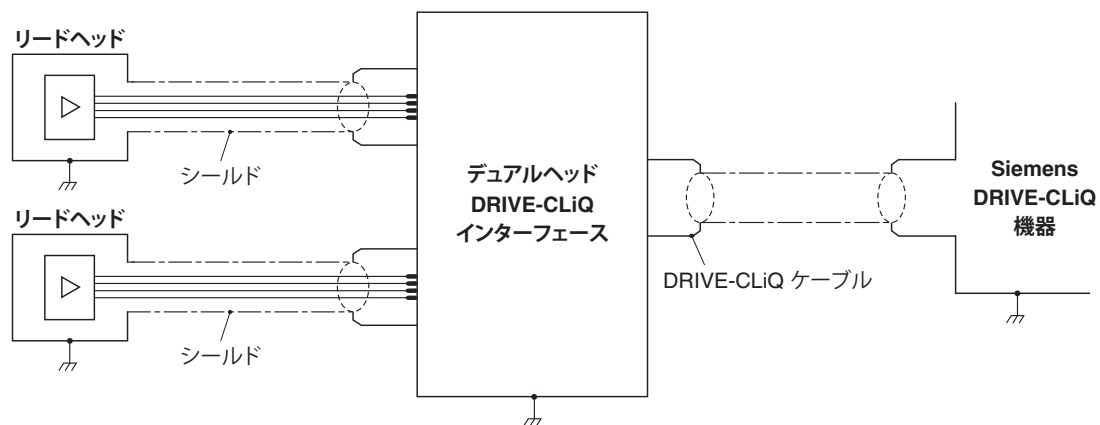 リードヘッド
シールド
リードヘッド
シールド
デュアルヘッド
DRIVE-CLiQ
インターフェース
DRIVE-CLiQ ケーブル
Siemens
DRIVE-CLiQ
機器